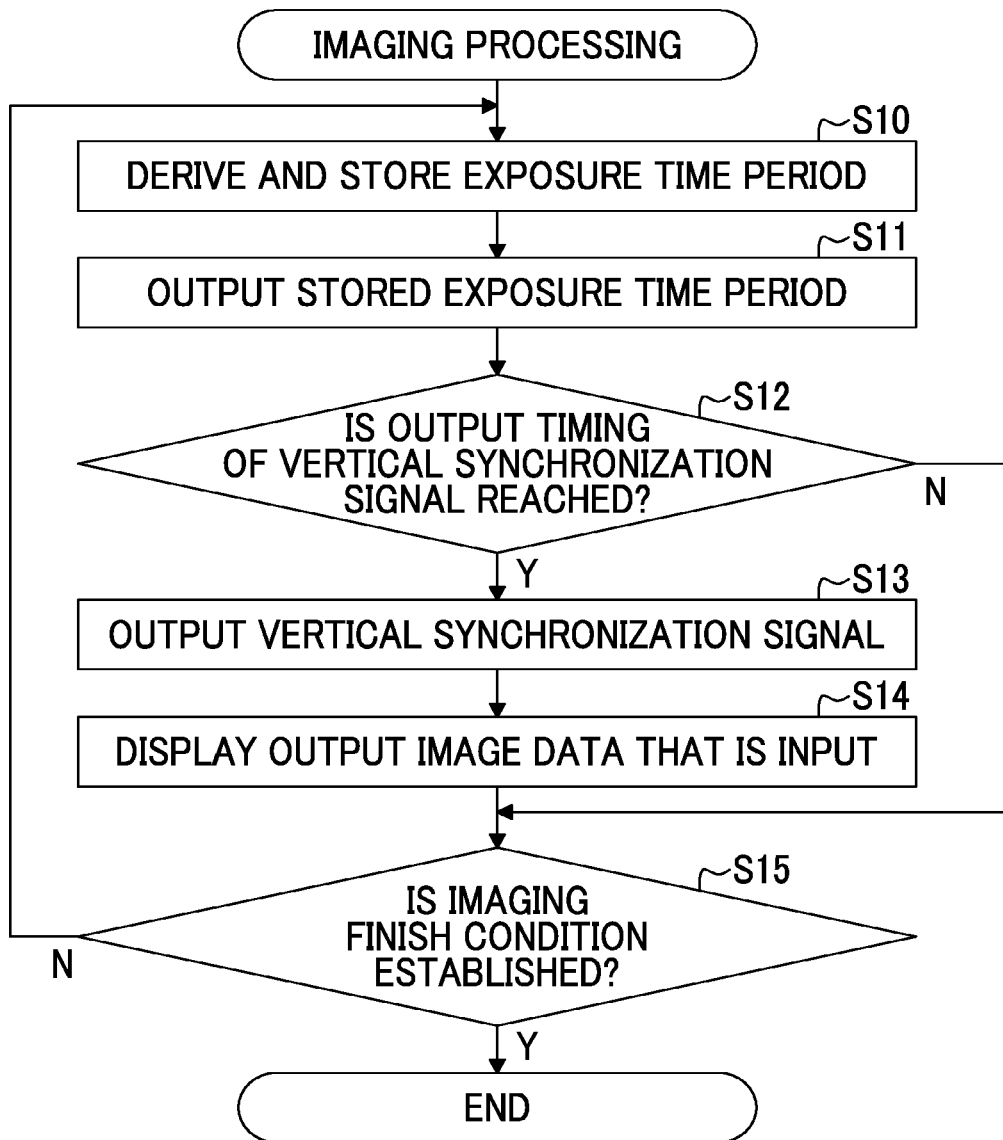 IMAGING PROCESSING
S10
DERIVE AND STORE EXPOSURE TIME PERIOD
S11
OUTPUT STORED EXPOSURE TIME PERIOD
S12
IS OUTPUT TIMING
OF VERTICAL SYNCHRONIZATION
SIGNAL REACHED?
N
Y
S13
OUTPUT VERTICAL SYNCHRONIZATION SIGNAL
S14
DISPLAY OUTPUT IMAGE DATA THAT IS INPUT
S15
IS IMAGING
FINISH CONDITION
ESTABLISHED?
N
Y
END